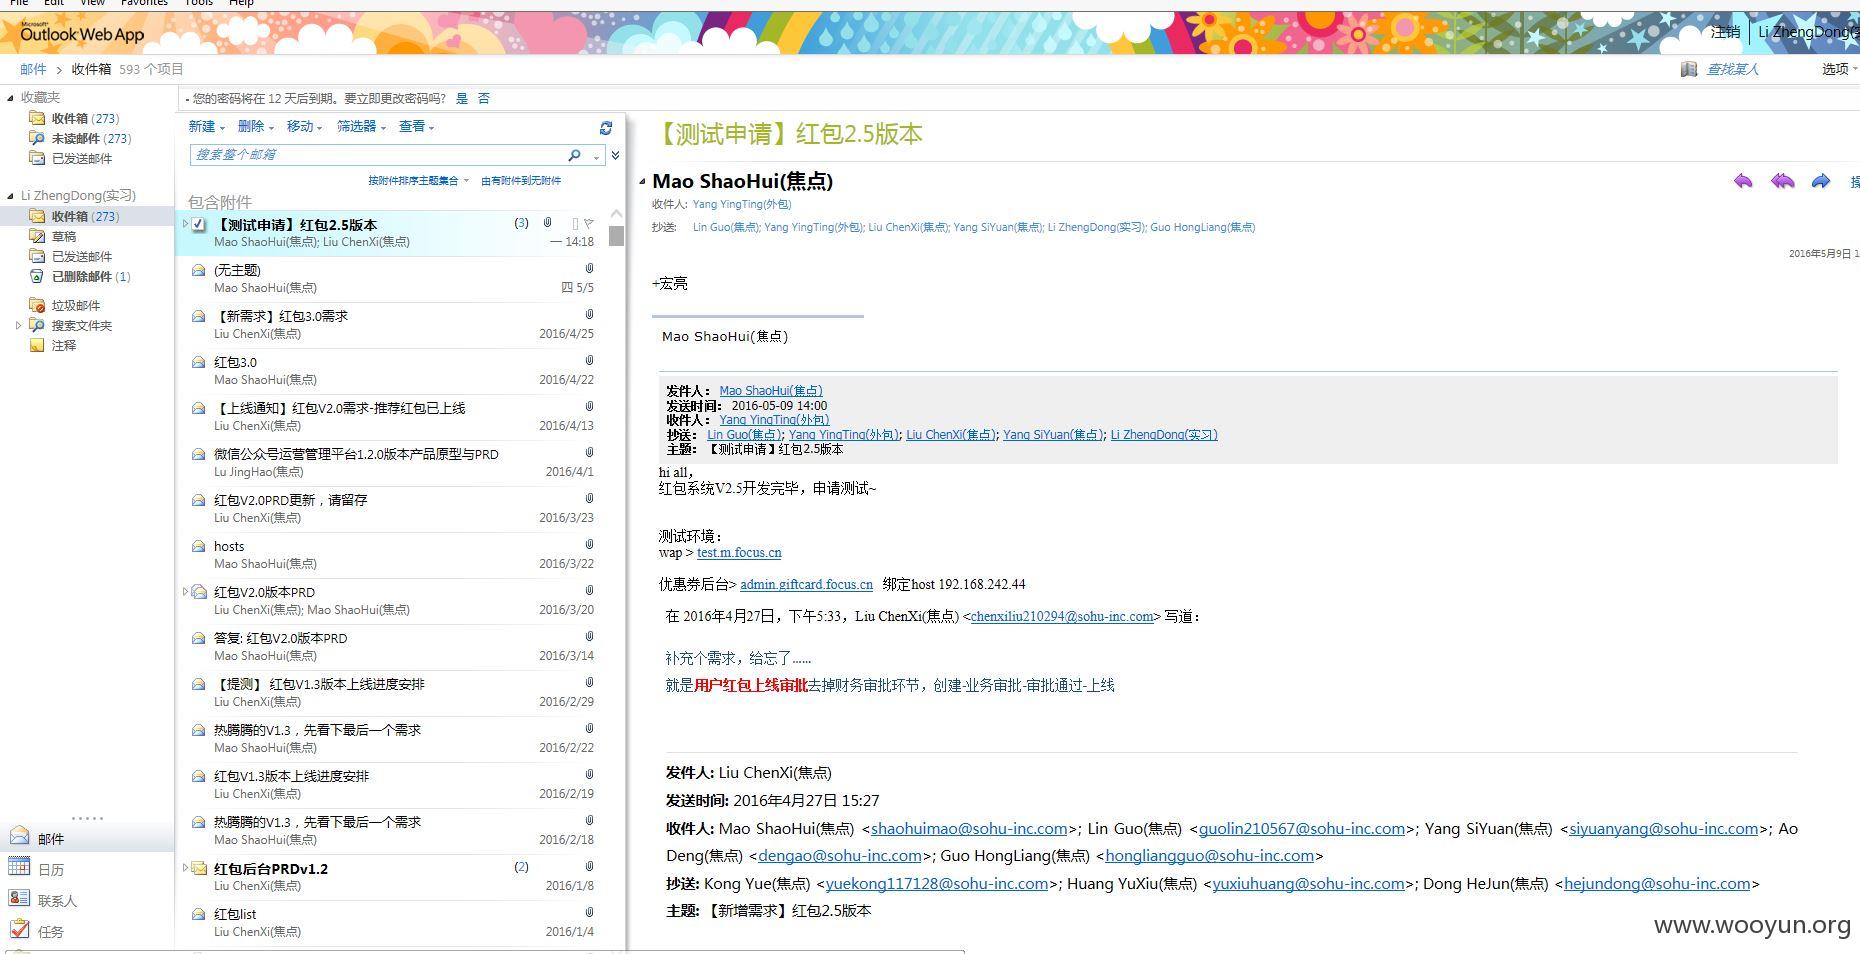 File Edit View Favorites Tools Help
Microsoft®
Outlook Web App
注销 Li ZhengDong(实
邮件 > 收件箱 593 个项目
查找某人 选项
收藏夹
收件箱 (273)
未读邮件 (273)
已发送邮件
Li ZhengDong(实习)
收件箱 (273)
草稿
已发送邮件
已删除邮件 (1)
垃圾邮件
搜索文件夹
注释
邮件
日历
联系人
任务
- 您的密码将在 12 天后到期。要立即更改密码吗? 是 否
新建 删除 移动 筛选器 查看
搜索整个邮箱
按附件排序主题集合 由有附件到无附件
包含附件
【测试申请】红包2.5版本 (3)
Mao ShaoHui(焦点); Liu ChenXi(焦点) 一 14:18
(无主题)
Mao ShaoHui(焦点) 四 5/5
【新需求】红包3.0需求
Liu ChenXi(焦点) 2016/4/25
红包3.0
Mao ShaoHui(焦点) 2016/4/22
【上线通知】红包V2.0需求-推荐红包已上线
Liu ChenXi(焦点) 2016/4/13
微信公众号运营管理平台1.2.0版本产品原型与PRD
Lu JingHao(焦点) 2016/4/1
红包V2.0PRD更新，请留存
Liu ChenXi(焦点) 2016/3/23
hosts
Mao ShaoHui(焦点) 2016/3/22
红包V2.0版本PRD
Liu ChenXi(焦点); Mao ShaoHui(焦点) 2016/3/20
答复: 红包V2.0版本PRD
Mao ShaoHui(焦点) 2016/3/14
【提测】 红包V1.3版本上线进度安排
Liu ChenXi(焦点) 2016/2/29
热腾腾的V1.3，先看下最后一个需求
Mao ShaoHui(焦点) 2016/2/22
红包V1.3版本上线进度安排
Liu ChenXi(焦点) 2016/2/19
热腾腾的V1.3，先看下最后一个需求
Mao ShaoHui(焦点) 2016/2/18
红包后台PRDv1.2 (2)
Liu ChenXi(焦点) 2016/1/8
红包list
Liu ChenXi(焦点) 2016/1/4
【测试申请】红包2.5版本
Mao ShaoHui(焦点)
收件人: Yang YingTing(外包)
抄送: Lin Guo(焦点); Yang YingTing(外包); Liu ChenXi(焦点); Yang SiYuan(焦点); Li ZhengDong(实习); Guo HongLiang(焦点)
2016年5月9日 1
+宏亮
Mao ShaoHui(焦点)
发件人： Mao ShaoHui(焦点)
发送时间： 2016-05-09 14:00
收件人： Yang YingTing(外包)
抄送： Lin Guo(焦点); Yang YingTing(外包); Liu ChenXi(焦点); Yang SiYuan(焦点); Li ZhengDong(实习)
主题： 【测试申请】红包2.5版本
hi all，
红包系统V2.5开发完毕，申请测试~
测试环境：
wap > test.m.focus.cn
优惠券后台> admin.giftcard.focus.cn 绑定host 192.168.242.44
在 2016年4月27日，下午5:33，Liu ChenXi(焦点) <chenxiliu210294@sohu-inc.com> 写道：
补充个需求，给忘了……
就是用户红包上线审批去掉财务审批环节，创建-业务审批-审批通过-上线
发件人: Liu ChenXi(焦点)
发送时间: 2016年4月27日 15:27
收件人: Mao ShaoHui(焦点) <shaohuimao@sohu-inc.com>; Lin Guo(焦点) <guolin210567@sohu-inc.com>; Yang SiYuan(焦点) <siyuanyang@sohu-inc.com>; Ao
Deng(焦点) <dengao@sohu-inc.com>; Guo HongLiang(焦点) <hongliangguo@sohu-inc.com>
抄送: Kong Yue(焦点) <yuekong117128@sohu-inc.com>; Huang YuXiu(焦点) <yuxiuhuang@sohu-inc.com>; Dong HeJun(焦点) <hejundong@sohu-inc.com>
主题: 【新增需求】红包2.5版本
www.wooyun.org